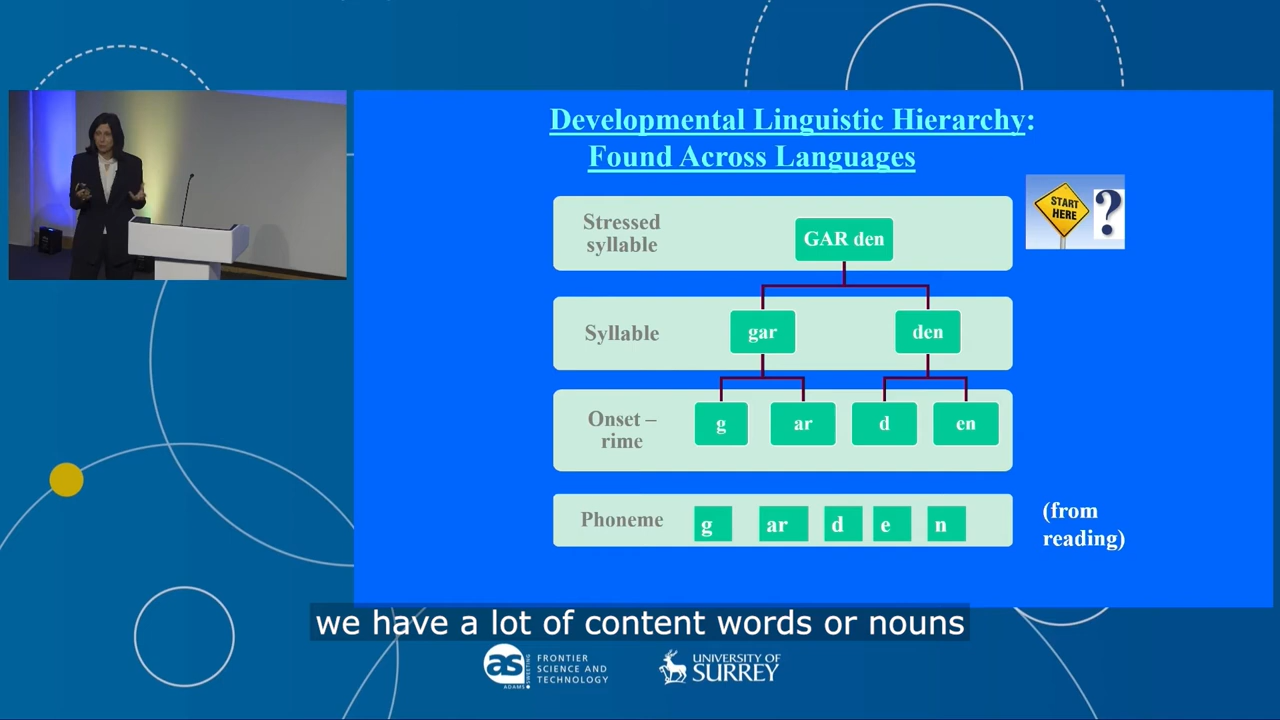 Developmental Linguistic Hierarchy:
Found Across Languages
START
HERE
?
Stressed
syllable
GAR den
Syllable
gar
den
Onset –
rime
g
ar
d
en
Phoneme
g
ar
d
e
n
(from
reading)
we have a lot of content words or nouns
as
ADAMS
SWEETING
FRONTIER
SCIENCE AND
TECHNOLOGY
UNIVERSITY OF
SURREY